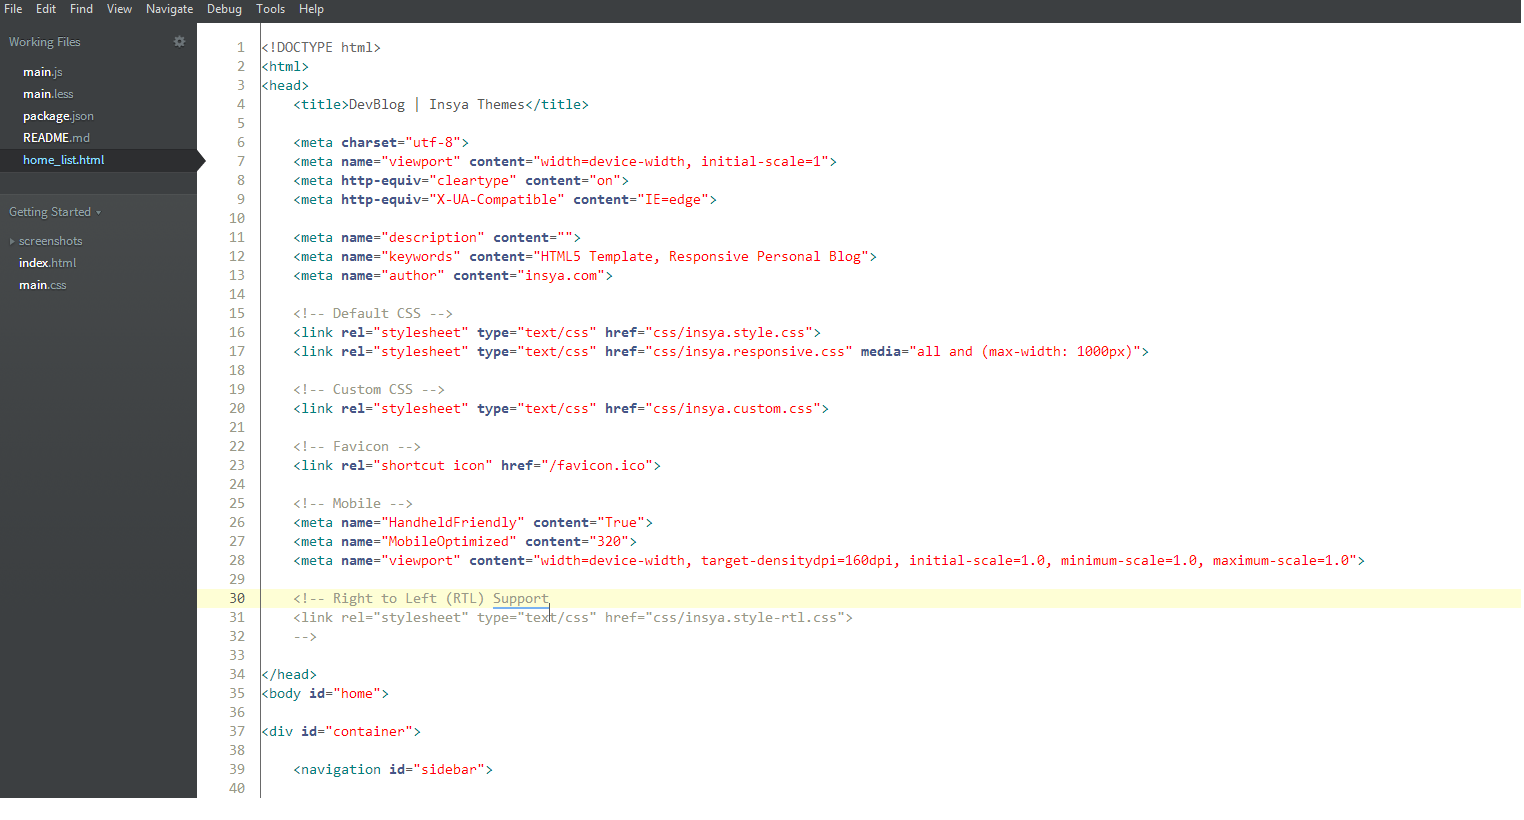 File Edit Find View Navigate Debug Tools Help
Working Files
main.js
main.less
package.json
README.md
home_list.html
Getting Started
screenshots
index.html
main.css
1 <!DOCTYPE html>
2 <html>
3 <head>
4 <title>DevBlog | Insya Themes</title>
5
6 <meta charset="utf-8">
7 <meta name="viewport" content="width=device-width, initial-scale=1">
8 <meta http-equiv="cleartype" content="on">
9 <meta http-equiv="X-UA-Compatible" content="IE=edge">
10
11 <meta name="description" content="">
12 <meta name="keywords" content="HTML5 Template, Responsive Personal Blog">
13 <meta name="author" content="insya.com">
14
15 <!-- Default CSS -->
16 <link rel="stylesheet" type="text/css" href="css/insya.style.css">
17 <link rel="stylesheet" type="text/css" href="css/insya.responsive.css" media="all and (max-width: 1000px)">
18
19 <!-- Custom CSS -->
20 <link rel="stylesheet" type="text/css" href="css/insya.custom.css">
21
22 <!-- Favicon -->
23 <link rel="shortcut icon" href="/favicon.ico">
24
25 <!-- Mobile -->
26 <meta name="HandheldFriendly" content="True">
27 <meta name="MobileOptimized" content="320">
28 <meta name="viewport" content="width=device-width, target-densitydpi=160dpi, initial-scale=1.0, minimum-scale=1.0, maximum-scale=1.0">
29
30 <!-- Right to Left (RTL) Support
31 <link rel="stylesheet" type="text/css" href="css/insya.style-rtl.css">
32 -->
33
34 </head>
35 <body id="home">
36
37 <div id="container">
38
39 <navigation id="sidebar">
40